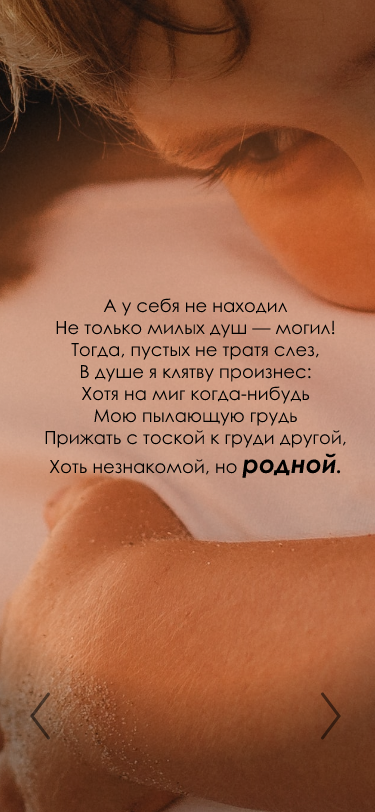 А у себя не находил
Не только милых душ — могил!
Тогда, пустых не тратя слез,
В душе я клятву произнес:
Хотя на миг когда-нибудь
Мою пылающую грудь
Прижать с тоской к груди другой,
Хоть незнакомой, но родной.